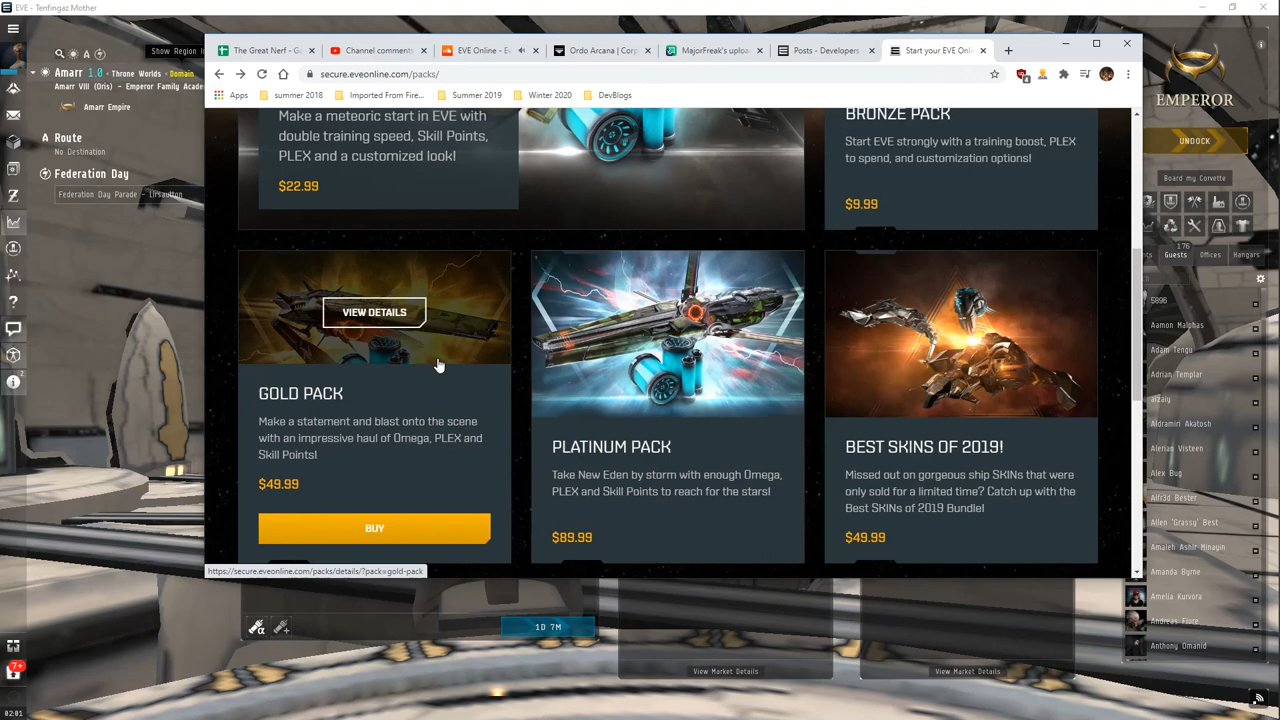 EVE - Tenfingaz Mother
Show Region I
Amarr 1.0 · Throne Worlds · Domain
Amarr VIII (Oris) - Emperor Family Acade
Amarr Empire
Route
No Destination
Federation Day
Federation Day Parade - Lirsautton
2
7+
02:01
The Great Nerf - Go
Channel comments
EVE Online - Ev
Ordo Arcana | Corp
MajorFreak's uploa
Posts - Developers
Start your EVE Onli
secure.eveonline.com/packs/
4
Apps
summer 2018
Imported From Fire...
Summer 2019
Winter 2020
DevBlogs
Make a meteoric start in EVE with
double training speed, Skill Points,
PLEX and a customized look!
$22.99
BRONZE PACK
Start EVE strongly with a training boost, PLEX
to spend, and customization options!
$9.99
VIEW DETAILS
GOLD PACK
Make a statement and blast onto the scene
with an impressive haul of Omega, PLEX and
Skill Points!
$49.99
BUY
PLATINUM PACK
Take New Eden by storm with enough Omega,
PLEX and Skill Points to reach for the stars!
$89.99
BEST SKINS OF 2019!
Missed out on gorgeous ship SKINs that were
only sold for a limited time? Catch up with the
Best SKINs of 2019 Bundle!
$49.99
https://secure.eveonline.com/packs/details/?pack=gold-pack
1D 7M
View Market Details
View Market Details
EMPEROR
UNDOCK
Board my Corvette
176
nts
Guests
Offices
Hangars
5896
Aamon Malphas
Adam Tengu
Adrian Templar
alzaiy
Aldramiri Akatosh
Alerian Visteen
Alex Bug
Alfr3d Bester
Allen "Grassy" Best
Amaleh Ashir Minayin
Amanda Byrne
Amelia Kurvora
Andreas Fiore
Anthony Omanid